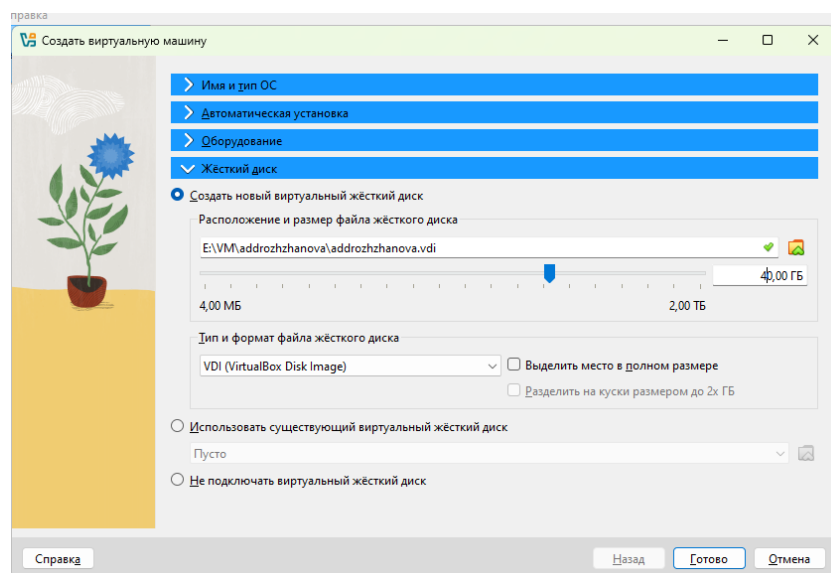 правка
Создать виртуальную машину
Имя и тип ОС
Автоматическая установка
Оборудование
Жёсткий диск
Создать новый виртуальный жёсткий диск
Расположение и размер файла жёсткого диска
E:\VM\addrozhzhanova\addrozhzhanova.vdi
40,00 ГБ
4,00 МБ 2,00 ТБ
Тип и формат файла жёсткого диска
VDI (VirtualBox Disk Image) Выделить место в полном размере
Разделить на куски размером до 2х ГБ
Использовать существующий виртуальный жёсткий диск
Пусто
Не подключать виртуальный жёсткий диск
Справка Назад Готово Отмена